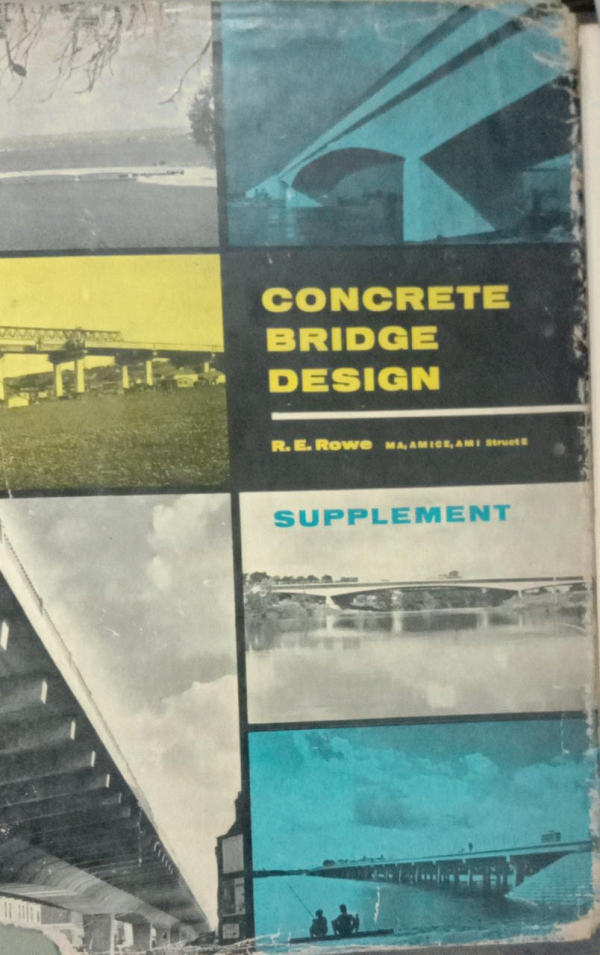 CONCRETE
BRIDGE
DESIGN
R. E. Rowe MA, AMICE, AMI StructE
SUPPLEMENT